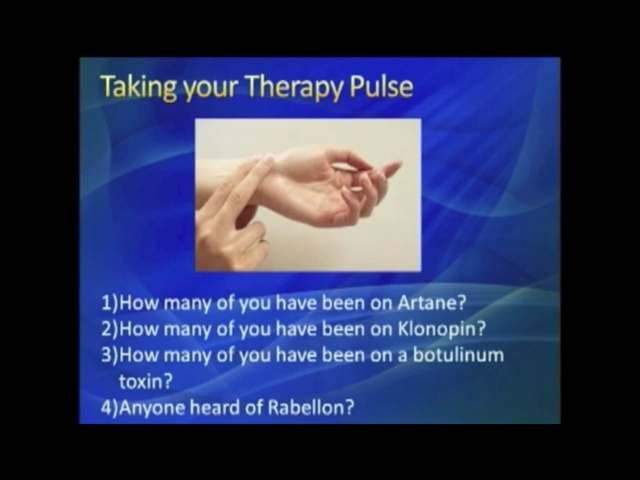 Taking your Therapy Pulse
1)How many of you have been on Artane?
2)How many of you have been on Klonopin?
3)How many of you have been on a botulinum
toxin?
4)Anyone heard of Rabellon?